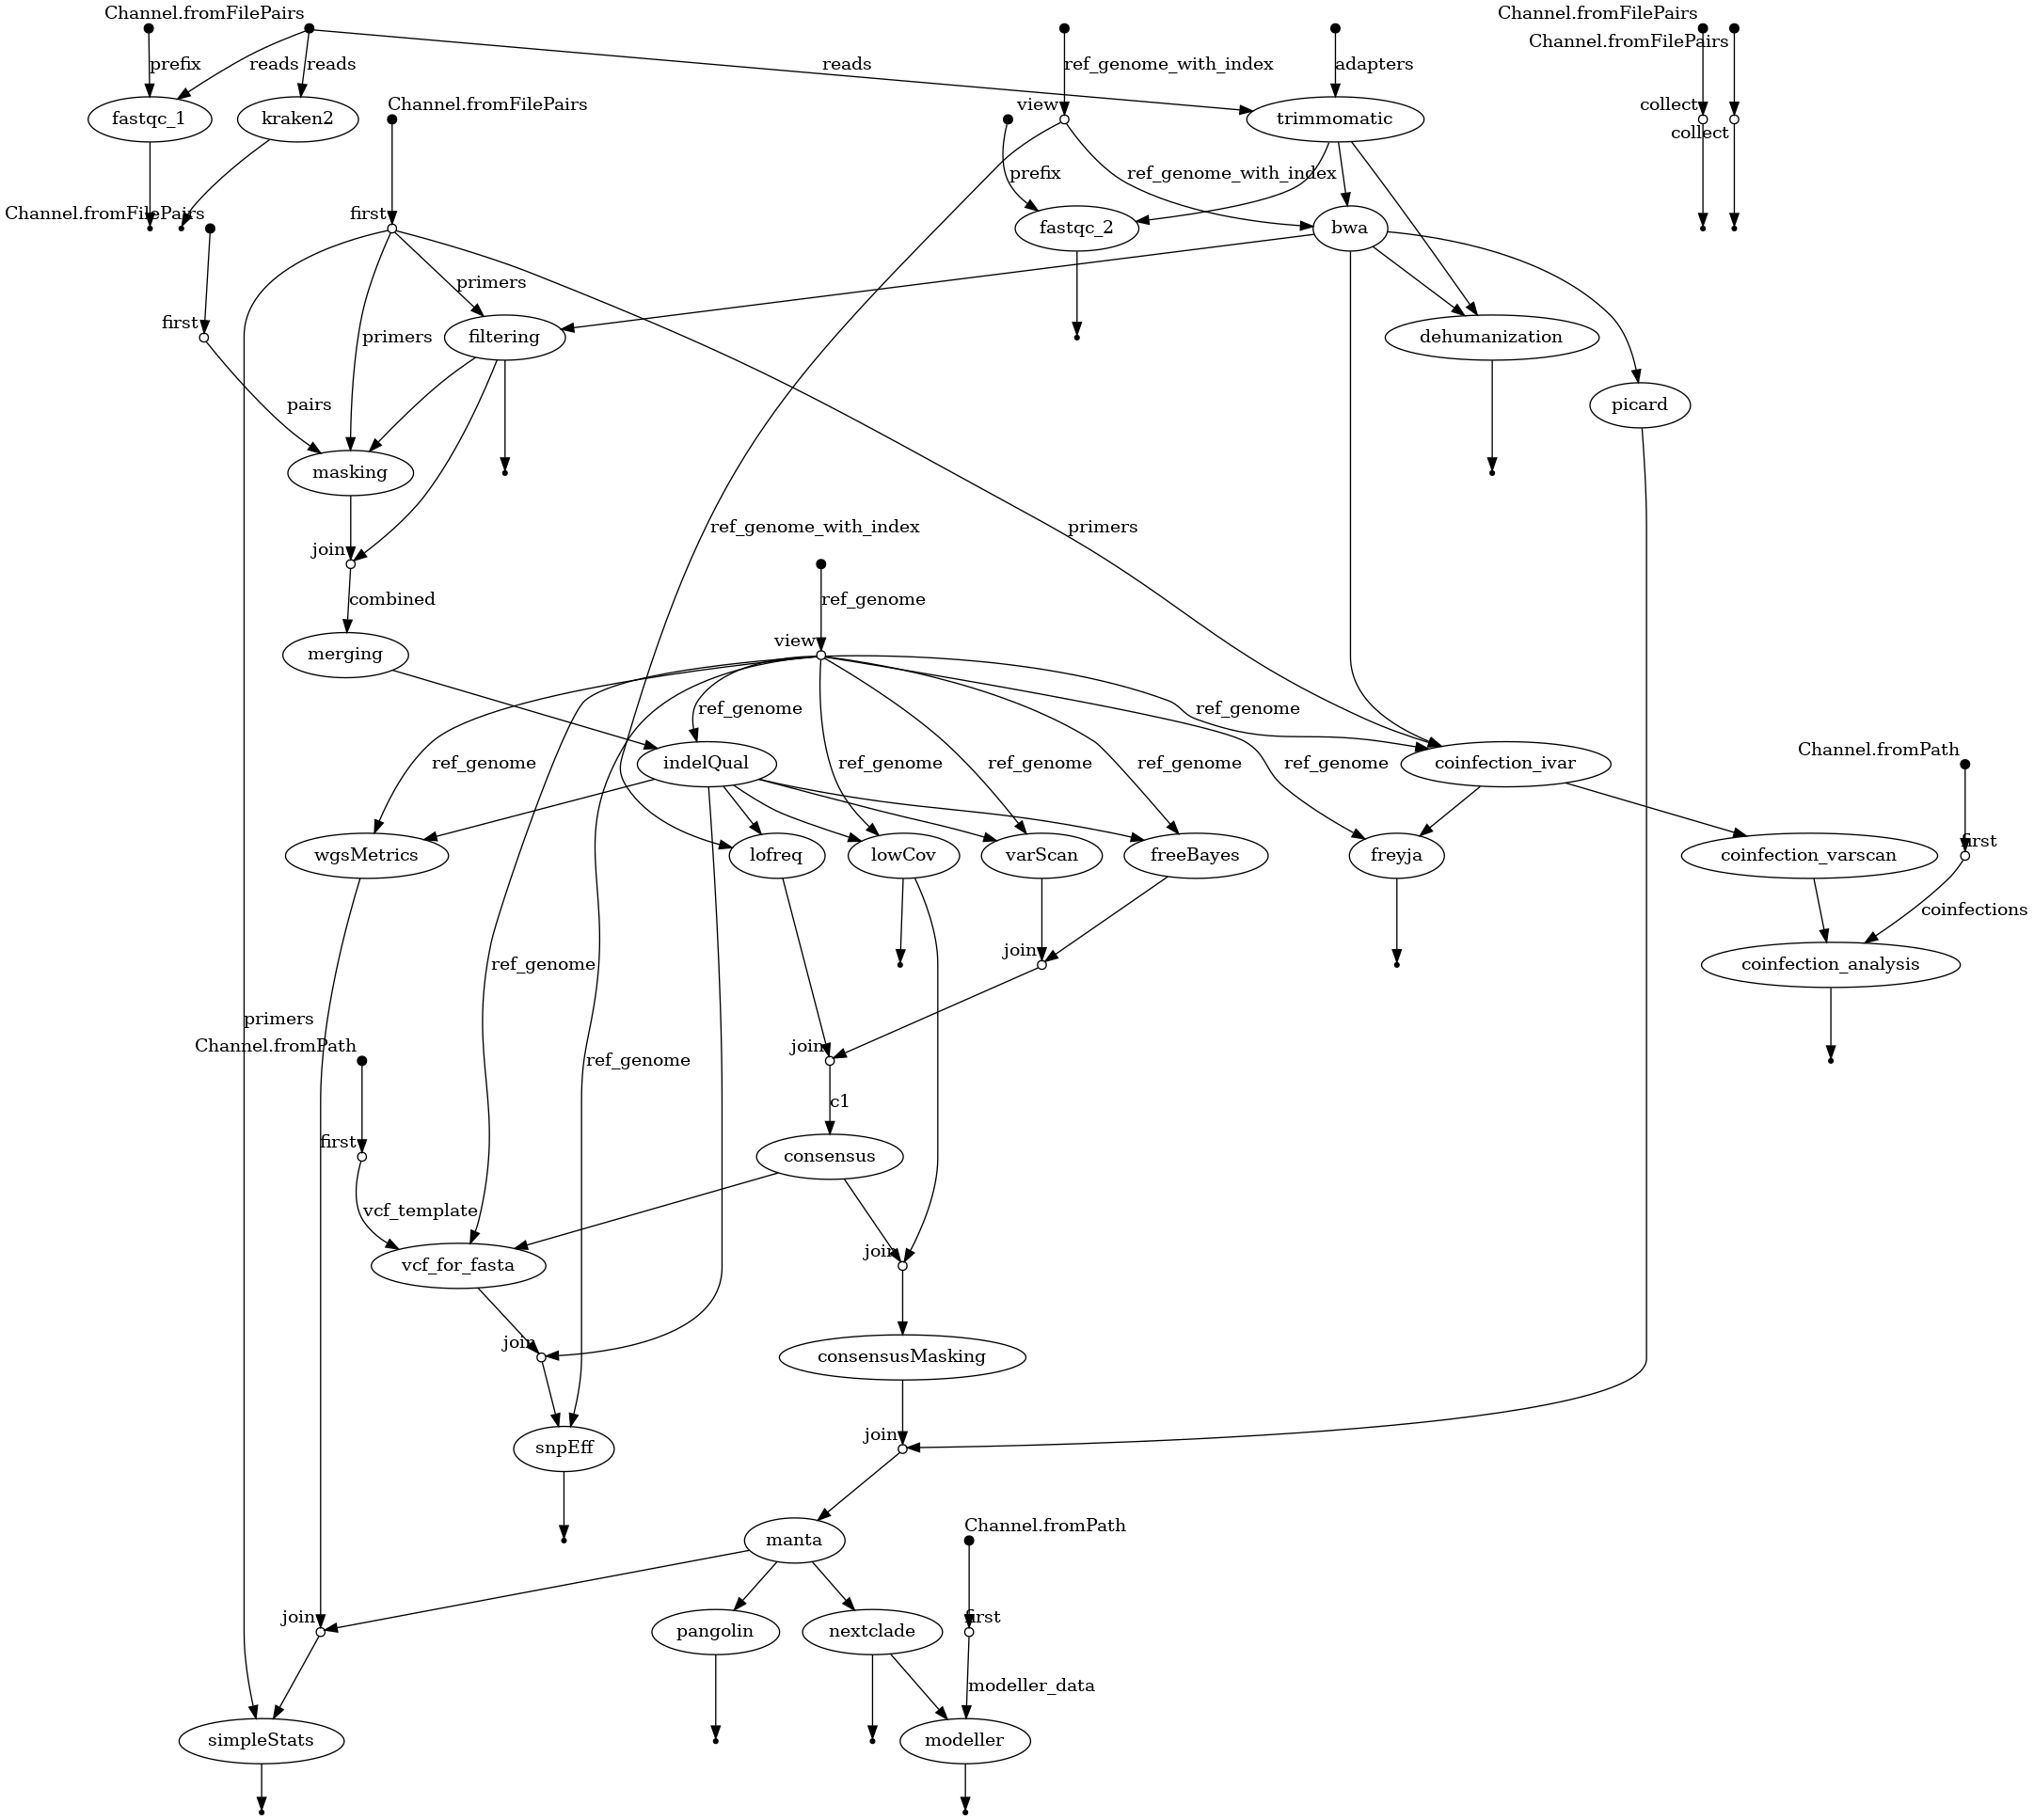 Channel.fromFilePairs
Channel.fromFilePairs
Channel.fromFilePairs
prefix
reads
reads
reads
ref_genome_with_index
adapters
Channel.fromFilePairs
view
collect
fastqc_1
kraken2
trimmomatic
collect
prefix
ref_genome_with_index
Channel.fromFilePairs
first
fastqc_2
bwa
primers
first
primers
filtering
dehumanization
pairs
picard
masking
ref_genome_with_index
primers
join
combined
ref_genome
view
merging
ref_genome
ref_genome
Channel.fromPath
ref_genome
indelQual
ref_genome
ref_genome
ref_genome
ref_genome
coinfection_ivar
first
wgsMetrics
lofreq
lowCov
varScan
freeBayes
freyja
coinfection_varscan
coinfections
join
ref_genome
coinfection_analysis
primers
Channel.fromPath
join
ref_genome
c1
first
consensus
vcf_template
join
vcf_for_fasta
join
consensusMasking
join
snpEff
Channel.fromPath
manta
join
first
pangolin
nextclade
modeller_data
simpleStats
modeller